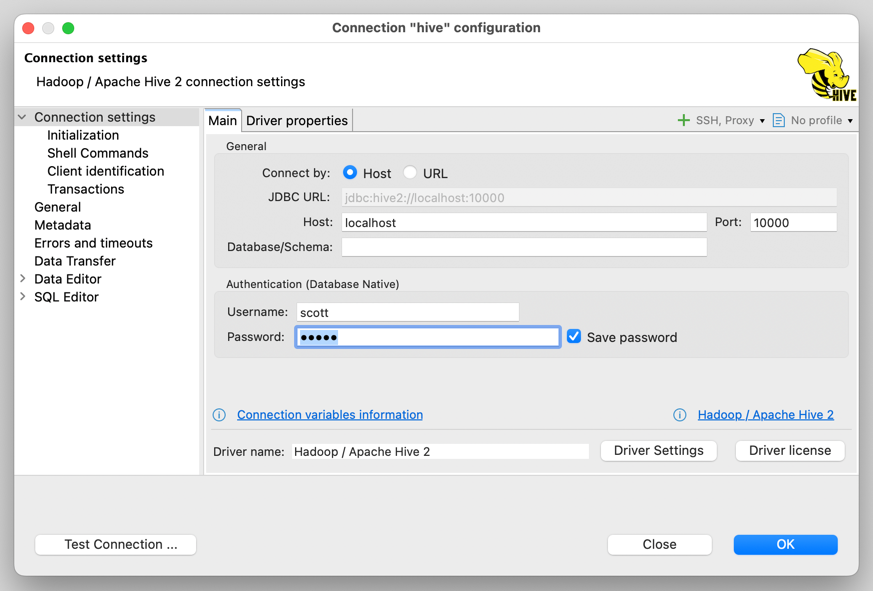 Connection "hive" configuration
Connection settings
Hadoop / Apache Hive 2 connection settings
HIVE
Connection settings
Initialization
Shell Commands
Client identification
Transactions
General
Metadata
Errors and timeouts
Data Transfer
Data Editor
SQL Editor
Main Driver properties SSH, Proxy No profile
General
Connect by: Host URL
JDBC URL: jdbc:hive2://localhost:10000
Host: localhost Port: 10000
Database/Schema:
Authentication (Database Native)
Username: scott
Password: •••••  Save password
Connection variables information Hadoop / Apache Hive 2
Driver name: Hadoop / Apache Hive 2 Driver Settings Driver license
Test Connection ... Close OK